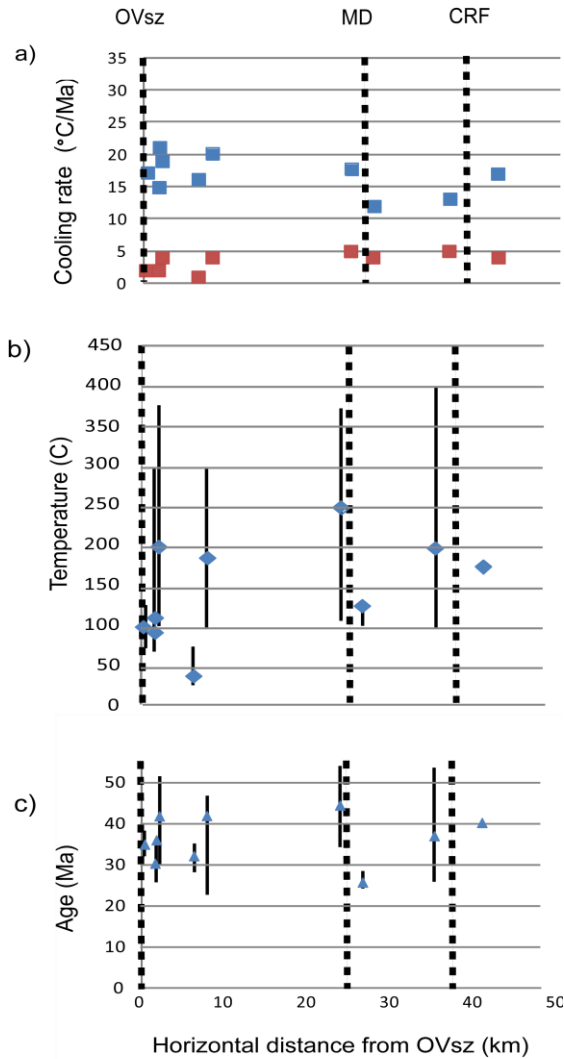 OVsz MD CRF
a)
35
30
25
20
15
10
5
0
Cooling rate (°C/Ma)
b)
450
400
350
300
250
200
150
100
50
0
Temperature (C)
c)
50
40
30
20
10
0
Age (Ma)
0 10 20 30 40 50
Horizontal distance from OVsz (km)